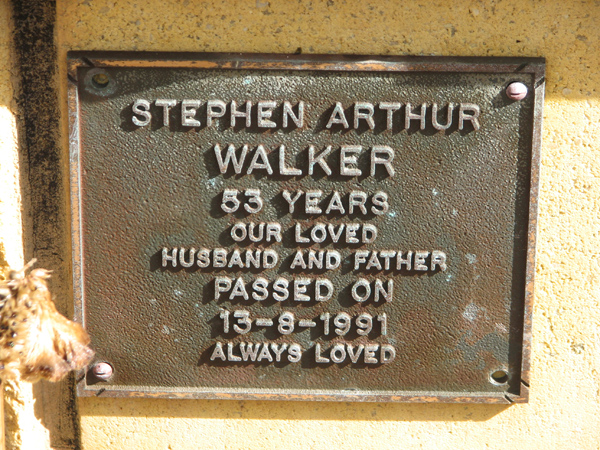 STEPHEN ARTHUR
WALKER
53 YEARS
OUR LOVED
HUSBAND AND FATHER
PASSED ON
13-8-1991
ALWAYS LOVED